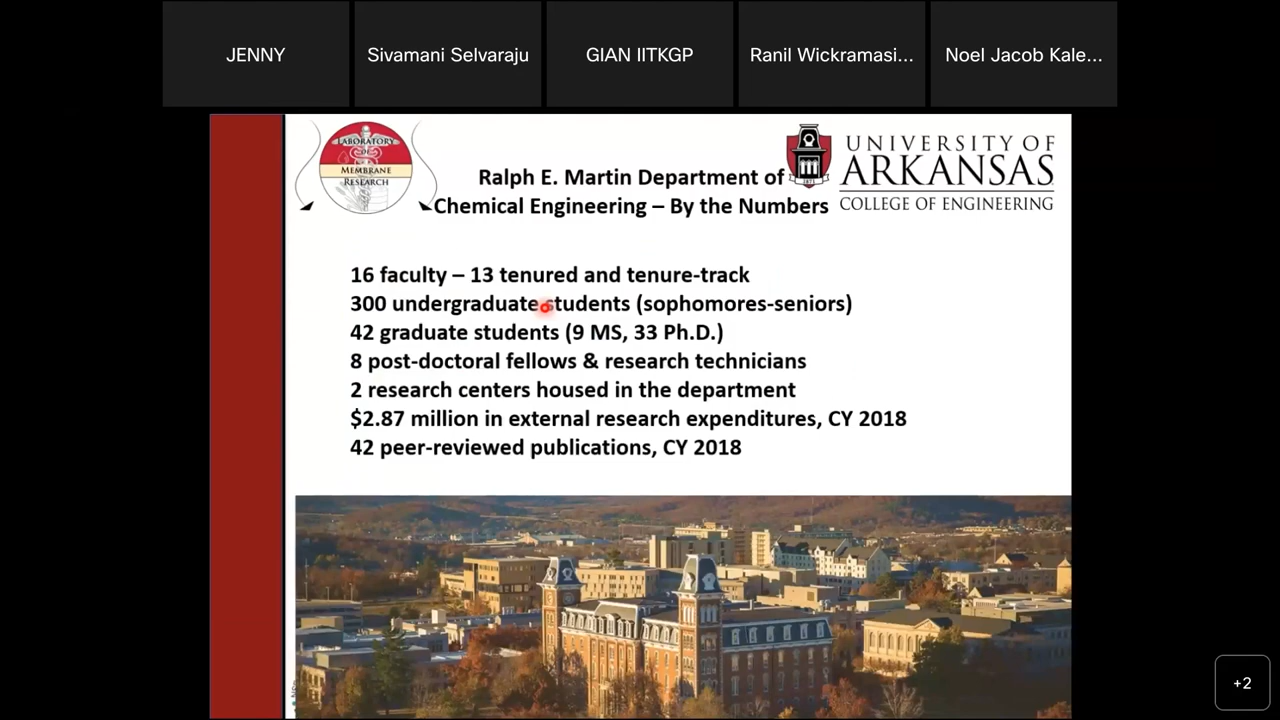 JENNY
Sivamani Selvaraju
GIAN IITKGP
Ranil Wickramasi...
Noel Jacob Kale...
LABORATORY
OF
MEMBRANE
RESEARCH
Ralph E. Martin Department of
Chemical Engineering – By the Numbers
1871
UNIVERSITY OF
ARKANSAS
COLLEGE OF ENGINEERING
16 faculty – 13 tenured and tenure-track
300 undergraduate students (sophomores-seniors)
42 graduate students (9 MS, 33 Ph.D.)
8 post-doctoral fellows & research technicians
2 research centers housed in the department
$2.87 million in external research expenditures, CY 2018
42 peer-reviewed publications, CY 2018
+2